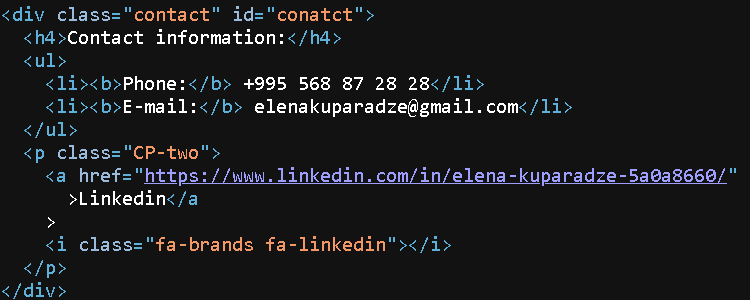 <div class="contact" id="conatct">
<h4>Contact information:</h4>
<ul>
<li><b>Phone:</b> +995 568 87 28 28</li>
<li><b>E-mail:</b> elenakuparadze@gmail.com</li>
</ul>
<p class="CP-two">
<a href="https://www.linkedin.com/in/elena-kuparadze-5a0a8660/"
>Linkedin</a
>
<i class="fa-brands fa-linkedin"></i>
</p>
</div>